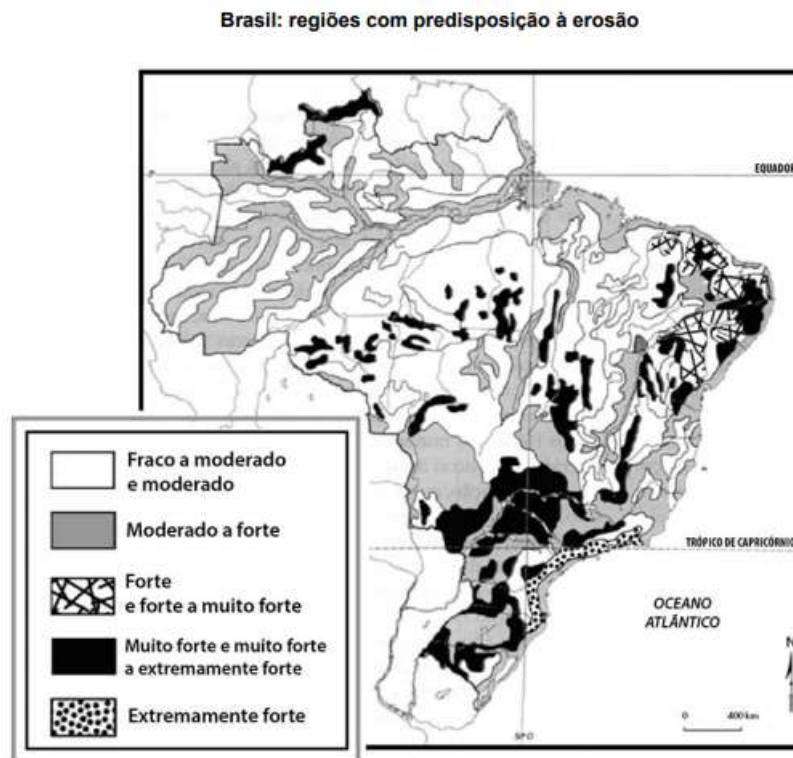 Brasil: regiões com predisposição à erosão
EQUADOR
TRÓPICO DE CAPRICÓRNIO
OCEANO
ATLÂNTICO
N
0 400 km
50º O
Fraco a moderado
e moderado
Moderado a forte
Forte
e forte a muito forte
Muito forte e muito forte
a extremamente forte
Extremamente forte